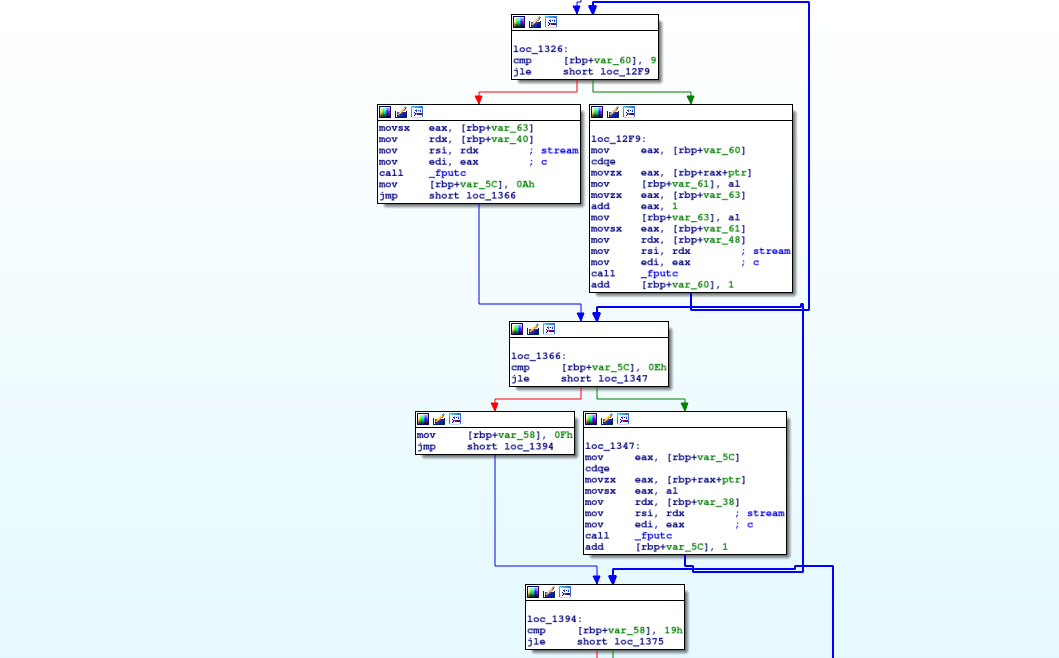 loc_1326:
cmp [rbp+var_60], 9
jle short loc_12F9
movsx eax, [rbp+var_63]
mov rdx, [rbp+var_40]
mov rsi, rdx ; stream
mov edi, eax ; c
call _fputc
mov [rbp+var_5C], 0Ah
jmp short loc_1366
loc_12F9:
mov eax, [rbp+var_60]
cdqe
movzx eax, [rbp+rax+ptr]
mov [rbp+var_61], al
movzx eax, [rbp+var_63]
add eax, 1
mov [rbp+var_63], al
movsx eax, [rbp+var_61]
mov rdx, [rbp+var_48]
mov rsi, rdx ; stream
mov edi, eax ; c
call _fputc
add [rbp+var_60], 1
loc_1366:
cmp [rbp+var_5C], 0Eh
jle short loc_1347
mov [rbp+var_58], 0Fh
jmp short loc_1394
loc_1347:
mov eax, [rbp+var_5C]
cdqe
movzx eax, [rbp+rax+ptr]
movsx eax, al
mov rdx, [rbp+var_38]
mov rsi, rdx ; stream
mov edi, eax ; c
call _fputc
add [rbp+var_5C], 1
loc_1394:
cmp [rbp+var_58], 19h
jle short loc_1375